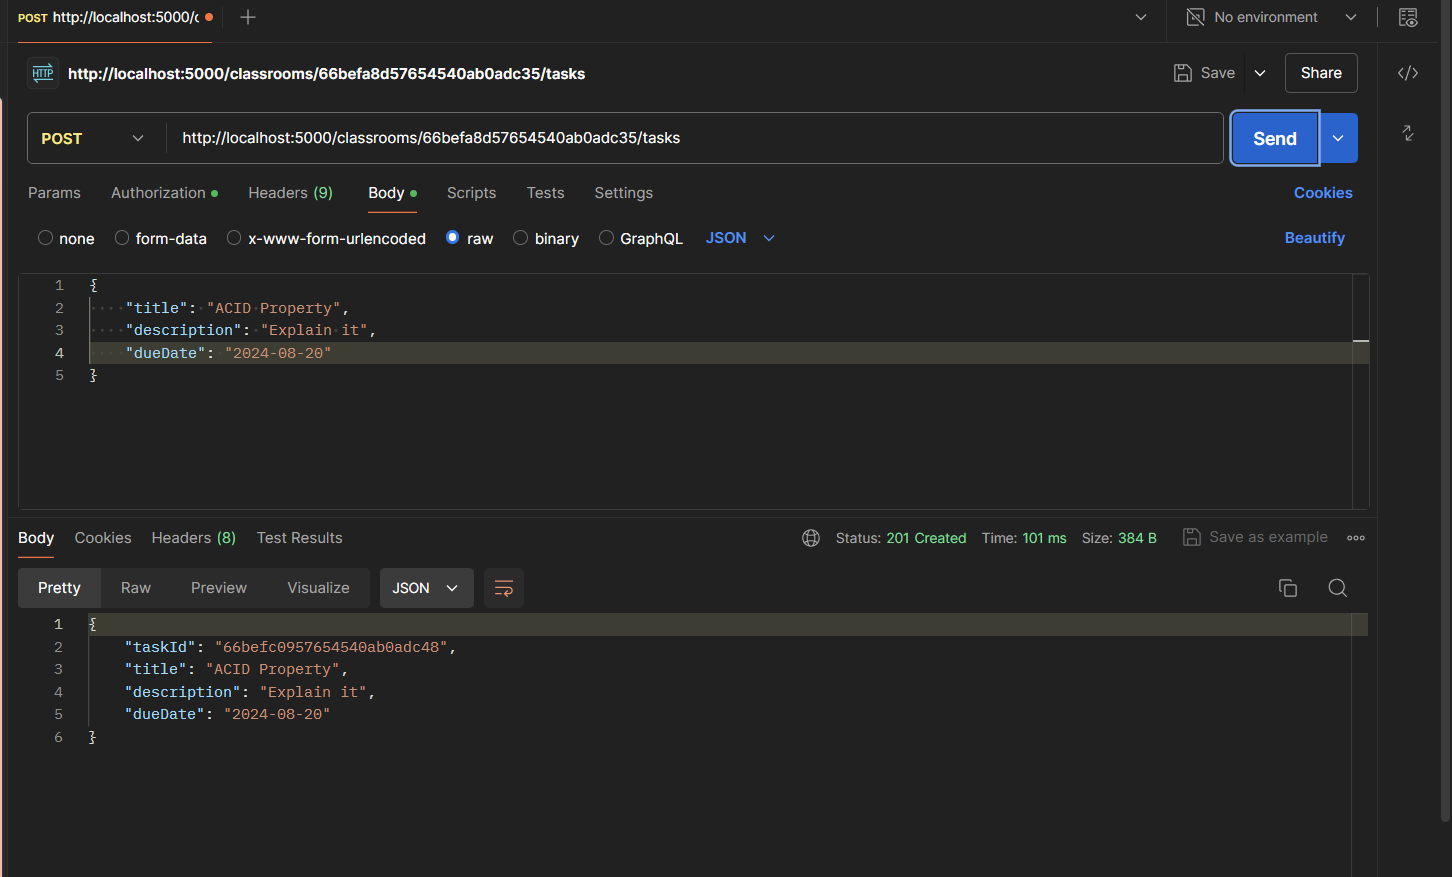 POST http://localhost:5000/c
No environment
HTTP http://localhost:5000/classrooms/66befa8d57654540ab0adc35/tasks
Save
Share
POST http://localhost:5000/classrooms/66befa8d57654540ab0adc35/tasks
Send
Params Authorization Headers (9) Body Scripts Tests Settings Cookies
none form-data x-www-form-urlencoded raw binary GraphQL JSON Beautify
1 {
2 "title": "ACID Property",
3 "description": "Explain it",
4 "dueDate": "2024-08-20"
5 }
Body Cookies Headers (8) Test Results Status: 201 Created Time: 101 ms Size: 384 B Save as example
Pretty Raw Preview Visualize JSON
1 {
2 "taskId": "66befc0957654540ab0adc48",
3 "title": "ACID Property",
4 "description": "Explain it",
5 "dueDate": "2024-08-20"
6 }